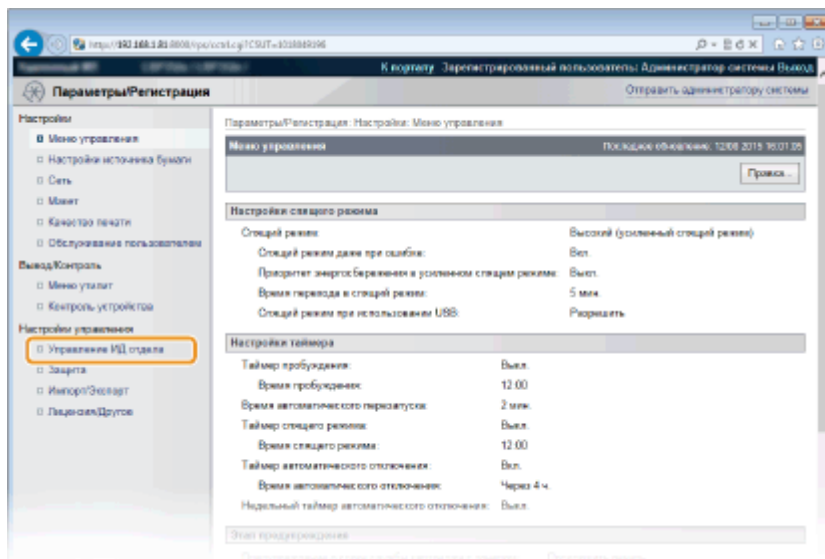 К порталу Зарегистрированный пользователь: Администратор системы Выход
Параметры/Регистрация
Отправить администратору системы
Настройки
Меню управления
Настройки источника бумаги
Сеть
Макет
Качество печати
Обслуживание пользователем
Вывод/Контроль
Меню утилит
Контроль устройства
Настройки управления
Управление ИД отдела
Защита
Импорт/Экспорт
Лицензия/Другое
Параметры/Регистрация: Настройки: Меню управления
Меню управления
Последнее обновление: 12/08 2015 16:01:05
Правка...
Настройки спящего режима
Спящий режим: Высокий (усиленный спящий режим)
Спящий режим даже при ошибке: Вкл.
Приоритет энергосбережения в усиленном спящем режиме: Выкл.
Время перехода в спящий режим: 5 мин.
Спящий режим при использовании USB: Разрешить
Настройки таймера
Таймер пробуждения: Выкл.
Время пробуждения: 12:00
Время автоматического перезапуска: 2 мин.
Таймер спящего режима: Выкл.
Время спящего режима: 12:00
Таймер автоматического отключения: Вкл.
Время автоматического отключения: Через 4 ч.
Недельный таймер автоматического отключения: Выкл.
Этап предупреждения